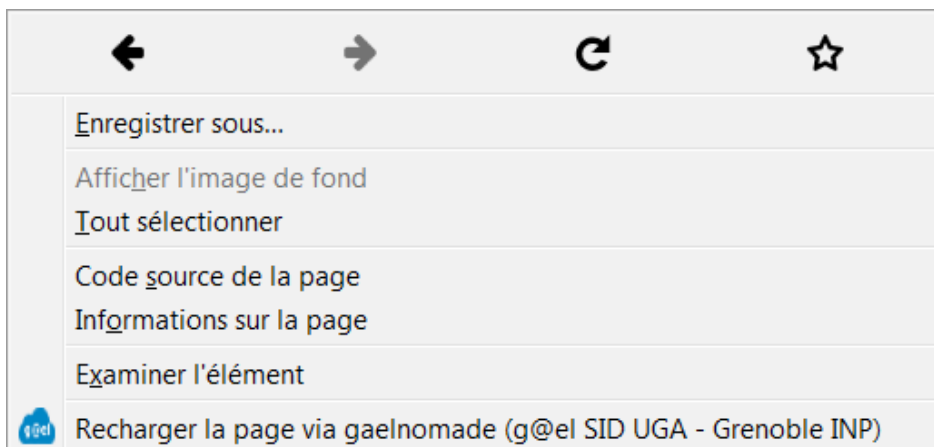 Enregistrer sous...
Afficher l'image de fond
Tout sélectionner
Code source de la page
Informations sur la page
Examiner l'élément
g@el Recharger la page via gaelnomade (g@el SID UGA - Grenoble INP)